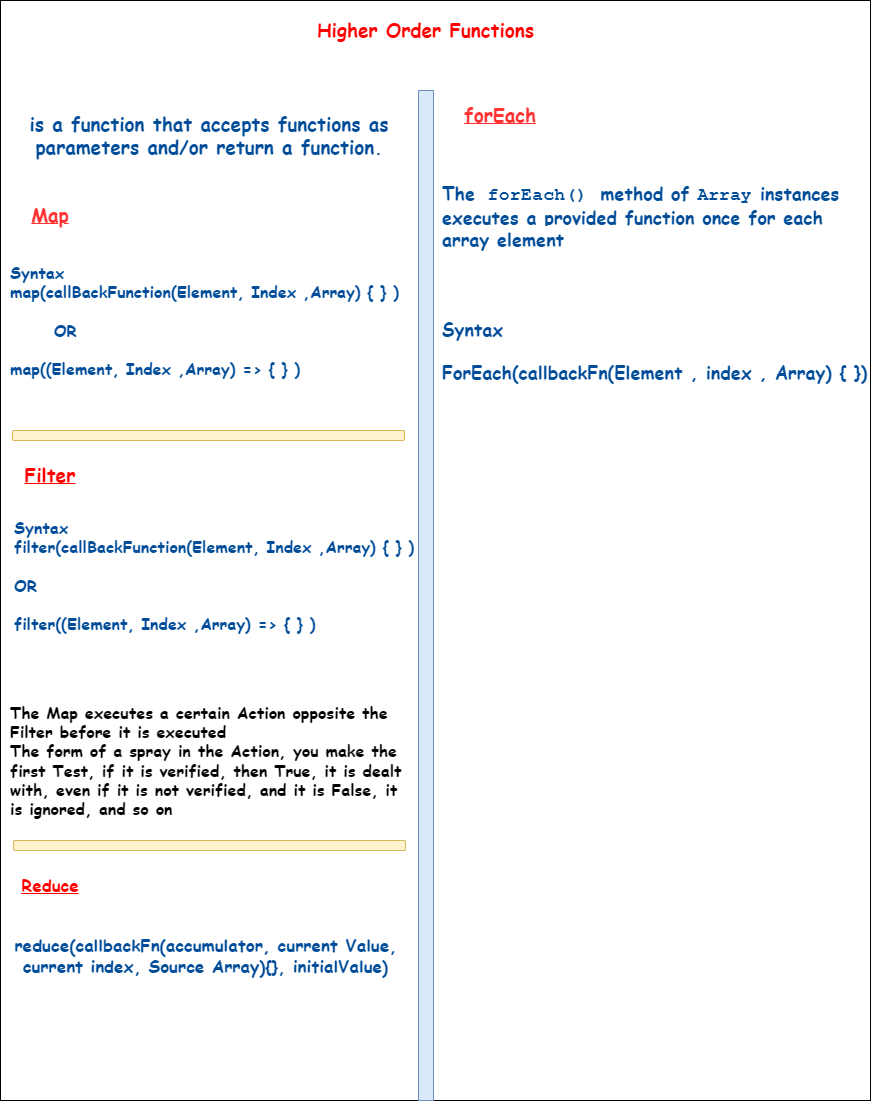 Higher Order Functions
is a function that accepts functions as
parameters and/or return a function.
Map
Syntax
map(callBackFunction(Element, Index ,Array) { } )
OR
map((Element, Index ,Array) => { } )
Filter
Syntax
filter(callBackFunction(Element, Index ,Array) { } )
OR
filter((Element, Index ,Array) => { } )
The Map executes a certain Action opposite the
Filter before it is executed
The form of a spray in the Action, you make the
first Test, if it is verified, then True, it is dealt
with, even if it is not verified, and it is False, it
is ignored, and so on
Reduce
reduce(callbackFn(accumulator, current Value,
current index, Source Array){}, initialValue)
forEach
The forEach() method of Array instances
executes a provided function once for each
array element
Syntax
ForEach(callbackFn(Element , index , Array) { })